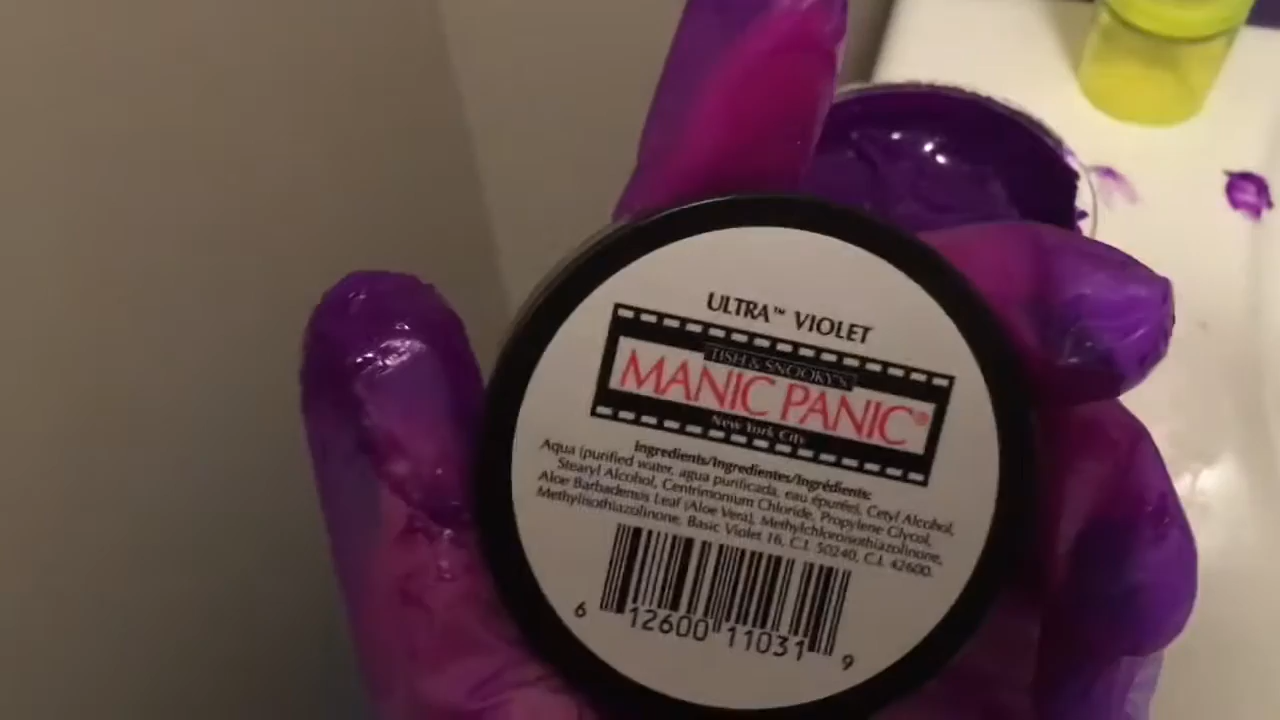 ULTRA™ VIOLET
TISH & SNOOKY'S
MANIC PANIC®
New York City
Ingredients/Ingredientes/Ingrédients:
Aqua (purified water, agua purificada, eau épurée), Cetyl Alcohol,
Stearyl Alcohol, Centrimonium Chloride, Propylene Glycol,
Aloe Barbadensis Leaf (Aloe Vera), Methylchloroisothiazolinone,
Methylisothiazolinone, Basic Violet 16, C.I. 50240, C.I. 42600.
6 12600 11031 9